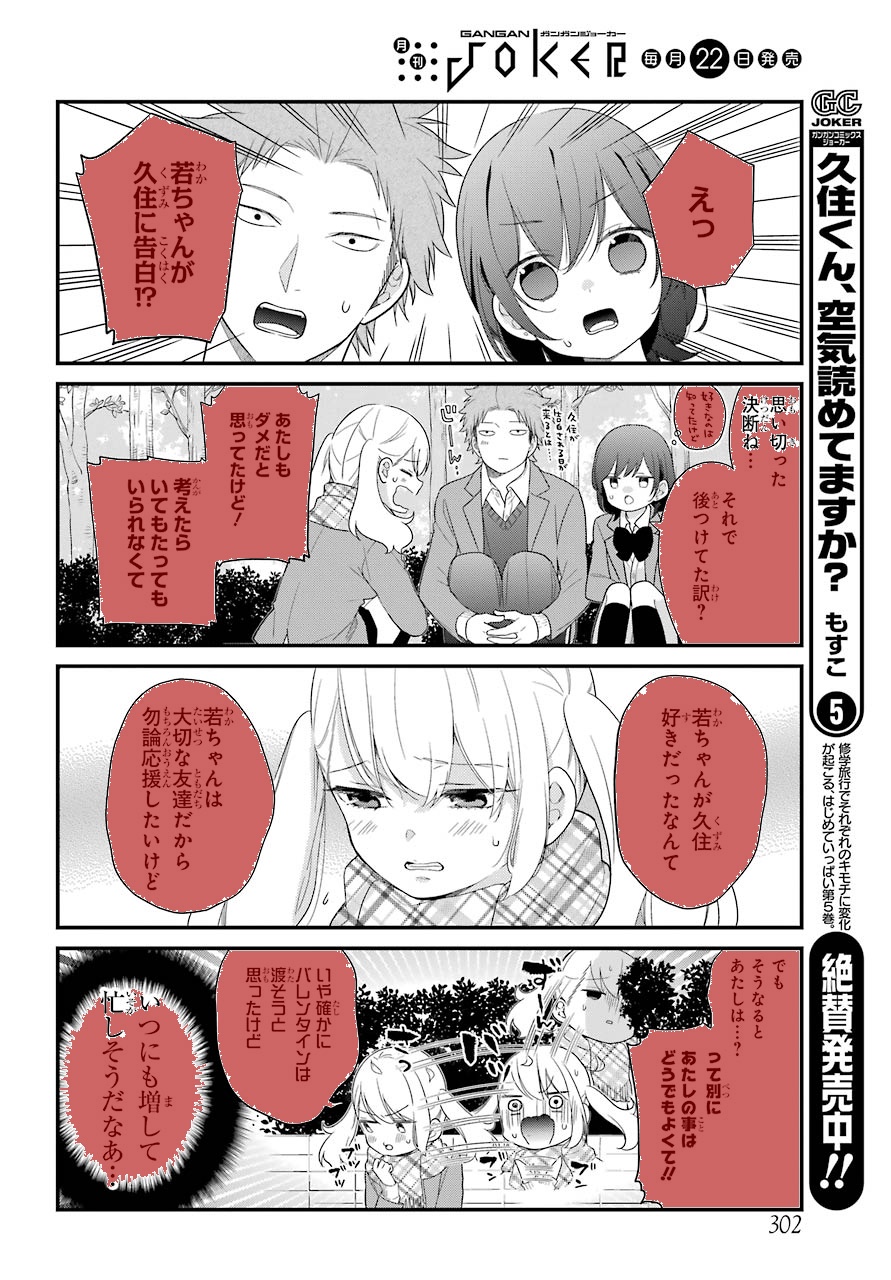 月刊
GANGAN
ガンガンジョーカー
JOKER
毎月22日発売
えっ
若ちゃんが
久住に告白!?
思い切った
決断ね…
好きなのは
知ってたけど
それで
後つけてた訳?
久住が
告白される日が
来るとは…
どーん…
あたしも
ダメだと
思ってたけど!
考えたら
いてもたっても
いられなくて
若ちゃんが久住
好きだったなんて
若ちゃんは
大切な友達だから
勿論応援したいけど
でも
そうなると
あたしは…?
って別に
あたしの事は
どうでもよくて!!
いや確かに
バレンタインは
渡そうと
思ったけど
いつにも増して
忙しそうだなあ…
GC
JOKER
ガンガンコミックス
ジョーカー
久住くん、空気読めてますか?
もすこ
5
修学旅行でそれぞれのキモチに変化
が起こる、はじめていっぱい第5巻。
絶賛発売中!!
302